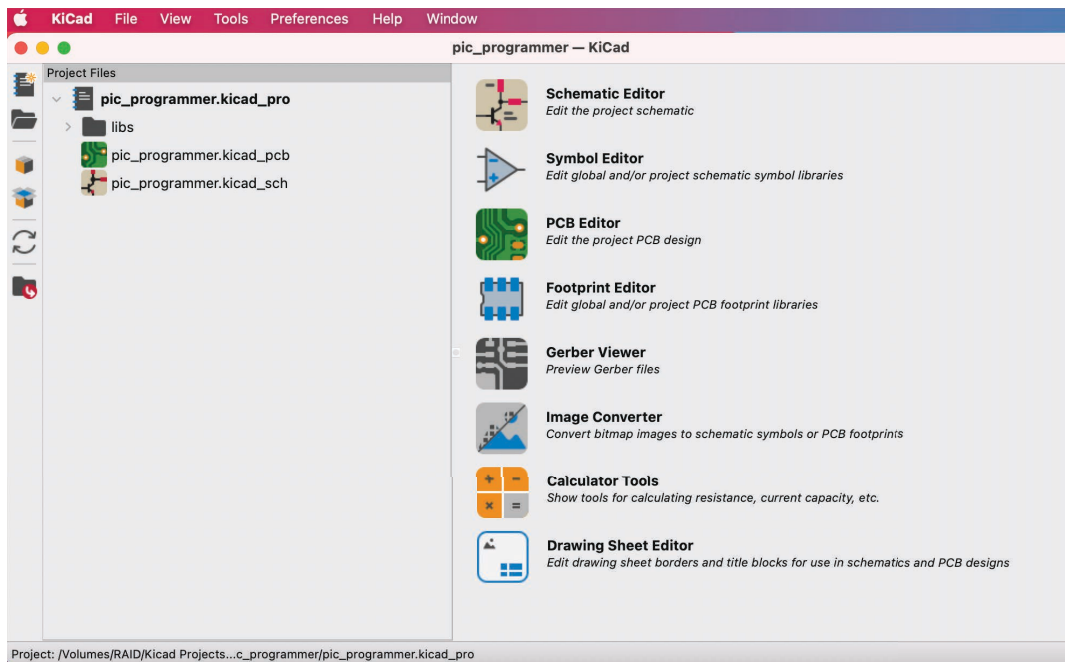 KiCad File View Tools Preferences Help Window
pic_programmer — KiCad
Project Files
pic_programmer.kicad_pro
libs
pic_programmer.kicad_pcb
pic_programmer.kicad_sch
Schematic Editor
Edit the project schematic
Symbol Editor
Edit global and/or project schematic symbol libraries
PCB Editor
Edit the project PCB design
Footprint Editor
Edit global and/or project PCB footprint libraries
Gerber Viewer
Preview Gerber files
Image Converter
Convert bitmap images to schematic symbols or PCB footprints
Calculator Tools
Show tools for calculating resistance, current capacity, etc.
Drawing Sheet Editor
Edit drawing sheet borders and title blocks for use in schematics and PCB designs
Project: /Volumes/RAID/Kicad Projects...c_programmer/pic_programmer.kicad_pro